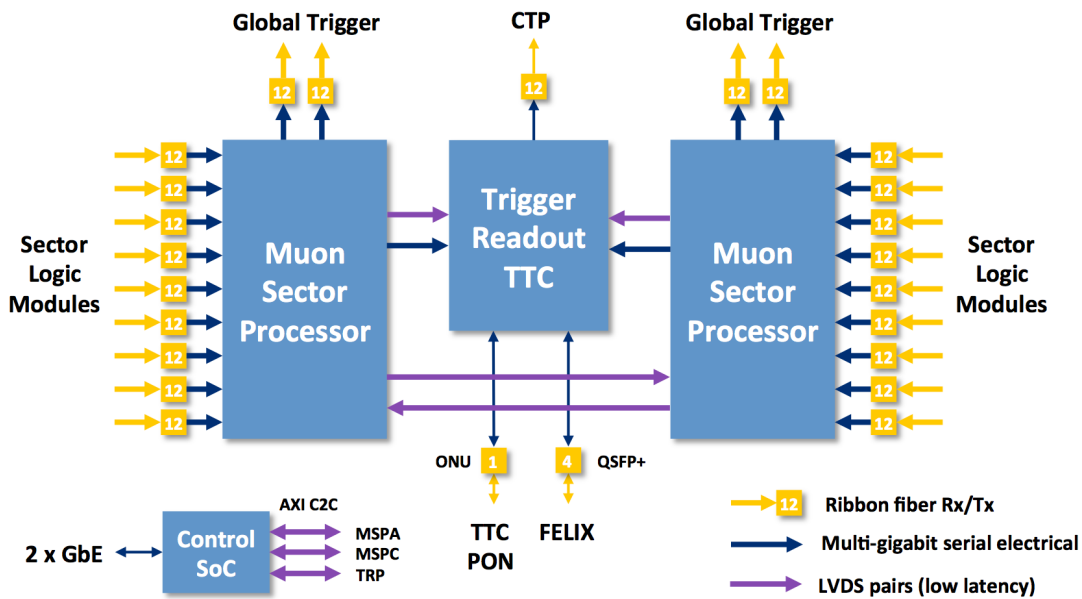 Global Trigger
CTP
Global Trigger
12 12
12
12 12
12
12
12
12
12
12
12
12
12
Sector
Logic
Modules
Muon
Sector
Processor
Trigger
Readout
TTC
Muon
Sector
Processor
12
12
12
12
12
12
12
12
12
Sector
Logic
Modules
ONU 1
4 QSFP+
TTC
PON
FELIX
2 x GbE
Control
SoC
AXI C2C
MSPA
MSPC
TRP
12 Ribbon fiber Rx/Tx
Multi-gigabit serial electrical
LVDS pairs (low latency)